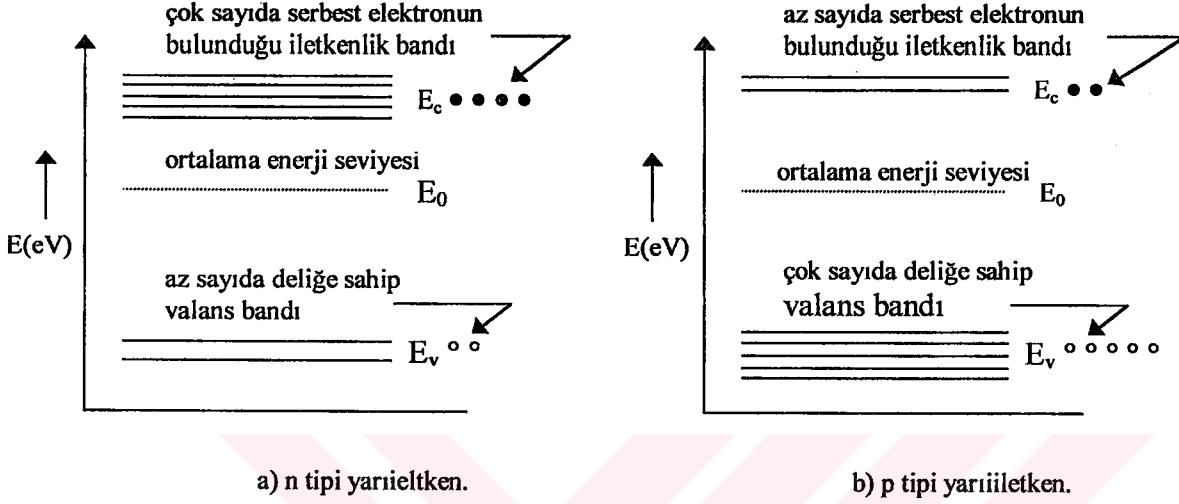 çok sayıda serbest elektronun
bulunduğu iletkenlik bandı
E_c
ortalama enerji seviyesi
E_0
E(eV)
az sayıda deliğe sahip
valans bandı
E_v
a) n tipi yarıieltken.
az sayıda serbest elektronun
bulunduğu iletkenlik bandı
E_c
ortalama enerji seviyesi
E_0
E(eV)
çok sayıda deliğe sahip
valans bandı
E_v
b) p tipi yarıiiletken.